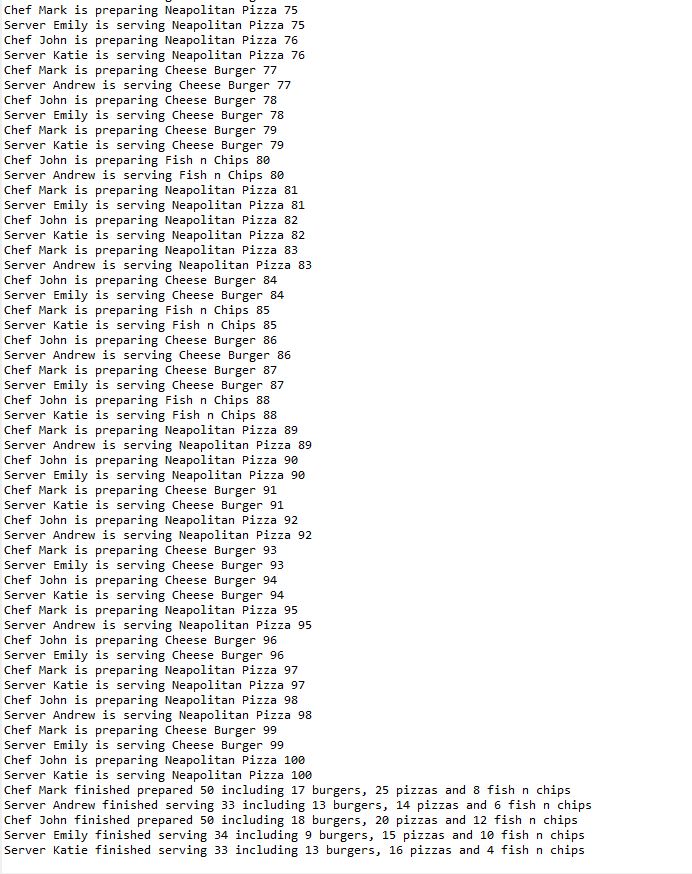 Chef Mark is preparing Neapolitan Pizza 75
Server Emily is serving Neapolitan Pizza 75
Chef John is preparing Neapolitan Pizza 76
Server Katie is serving Neapolitan Pizza 76
Chef Mark is preparing Cheese Burger 77
Server Andrew is serving Cheese Burger 77
Chef John is preparing Cheese Burger 78
Server Emily is serving Cheese Burger 78
Chef Mark is preparing Cheese Burger 79
Server Katie is serving Cheese Burger 79
Chef John is preparing Fish n Chips 80
Server Andrew is serving Fish n Chips 80
Chef Mark is preparing Neapolitan Pizza 81
Server Emily is serving Neapolitan Pizza 81
Chef John is preparing Neapolitan Pizza 82
Server Katie is serving Neapolitan Pizza 82
Chef Mark is preparing Neapolitan Pizza 83
Server Andrew is serving Neapolitan Pizza 83
Chef John is preparing Cheese Burger 84
Server Emily is serving Cheese Burger 84
Chef Mark is preparing Fish n Chips 85
Server Katie is serving Fish n Chips 85
Chef John is preparing Cheese Burger 86
Server Andrew is serving Cheese Burger 86
Chef Mark is preparing Cheese Burger 87
Server Emily is serving Cheese Burger 87
Chef John is preparing Fish n Chips 88
Server Katie is serving Fish n Chips 88
Chef Mark is preparing Neapolitan Pizza 89
Server Andrew is serving Neapolitan Pizza 89
Chef John is preparing Neapolitan Pizza 90
Server Emily is serving Neapolitan Pizza 90
Chef Mark is preparing Cheese Burger 91
Server Katie is serving Cheese Burger 91
Chef John is preparing Neapolitan Pizza 92
Server Andrew is serving Neapolitan Pizza 92
Chef Mark is preparing Cheese Burger 93
Server Emily is serving Cheese Burger 93
Chef John is preparing Cheese Burger 94
Server Katie is serving Cheese Burger 94
Chef Mark is preparing Neapolitan Pizza 95
Server Andrew is serving Neapolitan Pizza 95
Chef John is preparing Cheese Burger 96
Server Emily is serving Cheese Burger 96
Chef Mark is preparing Neapolitan Pizza 97
Server Katie is serving Neapolitan Pizza 97
Chef John is preparing Neapolitan Pizza 98
Server Andrew is serving Neapolitan Pizza 98
Chef Mark is preparing Cheese Burger 99
Server Emily is serving Cheese Burger 99
Chef John is preparing Neapolitan Pizza 100
Server Katie is serving Neapolitan Pizza 100
Chef Mark finished prepared 50 including 17 burgers, 25 pizzas and 8 fish n chips
Server Andrew finished serving 33 including 13 burgers, 14 pizzas and 6 fish n chips
Chef John finished prepared 50 including 18 burgers, 20 pizzas and 12 fish n chips
Server Emily finished serving 34 including 9 burgers, 15 pizzas and 10 fish n chips
Server Katie finished serving 33 including 13 burgers, 16 pizzas and 4 fish n chips